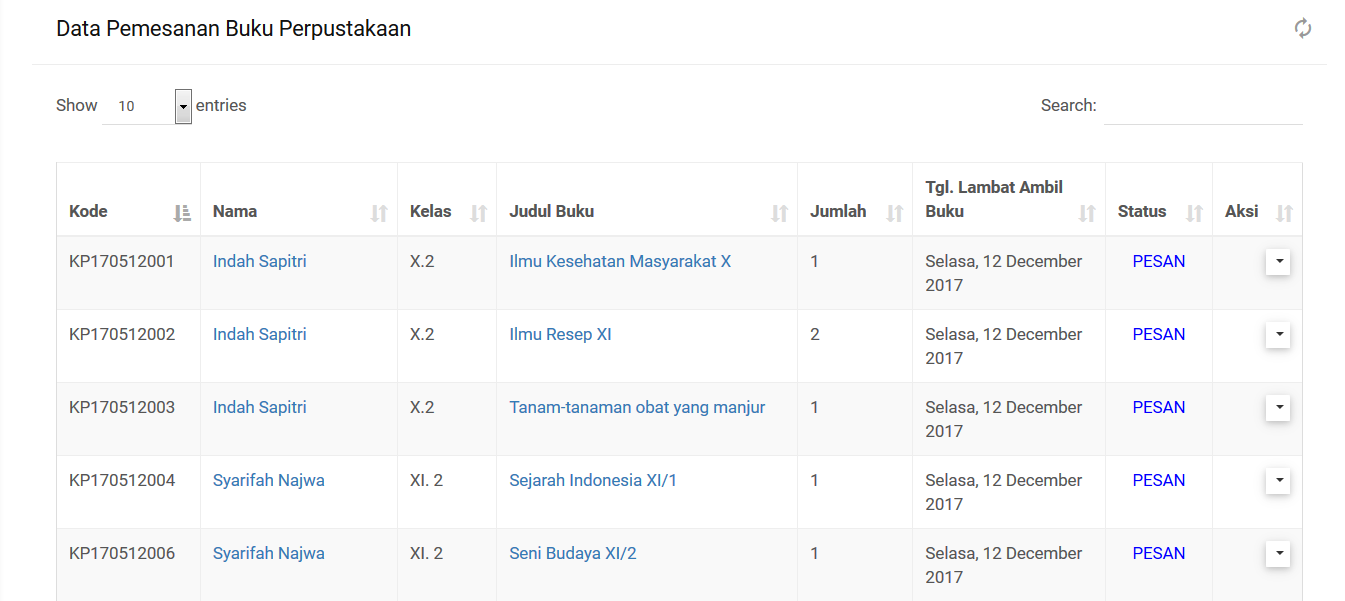 Data Pemesanan Buku Perpustakaan
Show 10 entries
Search:
Kode Nama Kelas Judul Buku Jumlah Tgl. Lambat Ambil Buku Status Aksi
KP170512001 Indah Sapitri X.2 Ilmu Kesehatan Masyarakat X 1 Selasa, 12 December 2017 PESAN
KP170512002 Indah Sapitri X.2 Ilmu Resep XI 2 Selasa, 12 December 2017 PESAN
KP170512003 Indah Sapitri X.2 Tanam-tanaman obat yang manjur 1 Selasa, 12 December 2017 PESAN
KP170512004 Syarifah Najwa XI. 2 Sejarah Indonesia XI/1 1 Selasa, 12 December 2017 PESAN
KP170512006 Syarifah Najwa XI. 2 Seni Budaya XI/2 1 Selasa, 12 December 2017 PESAN